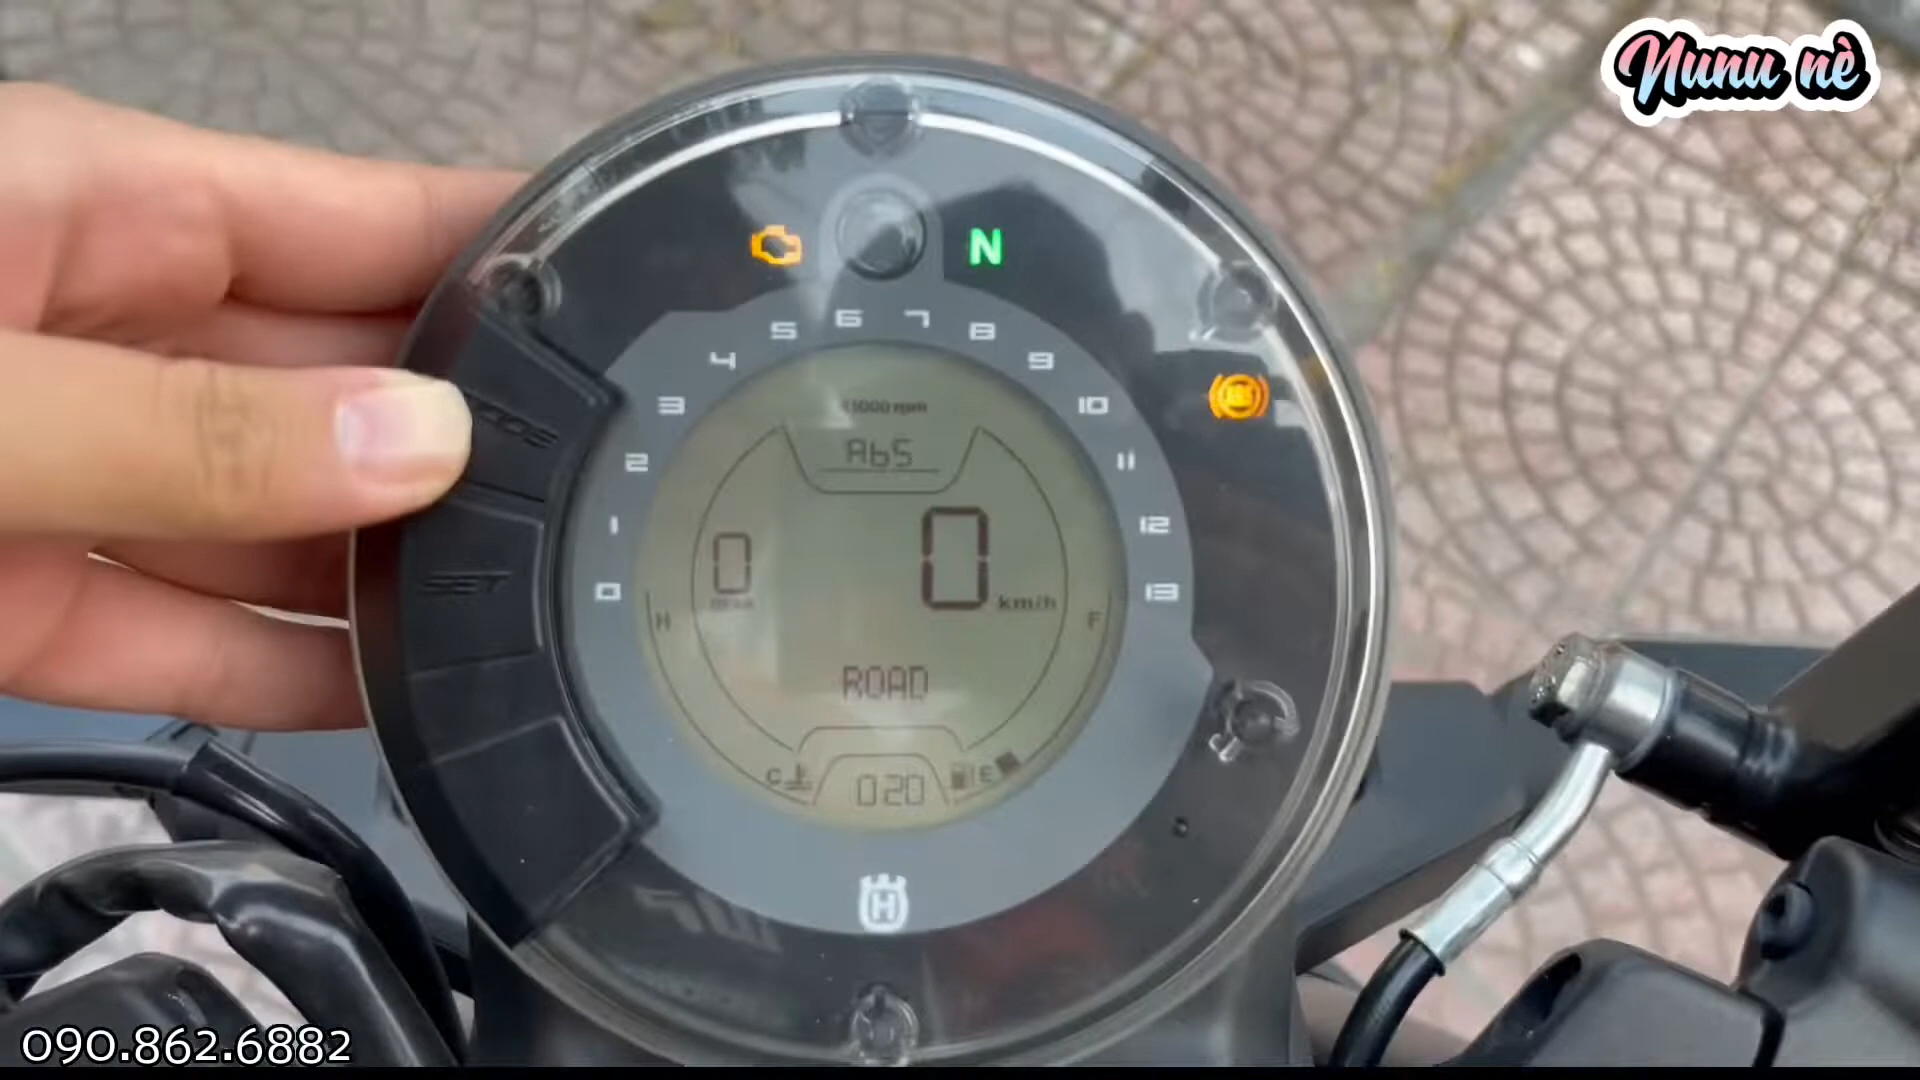 Nunu nè
N
5 6 7 8
4 9
3 10
2 11
1 12
0 13
x1000 rpm
AbS
0 0
km/h
H F
ROAD
C E
020
SET
H
090.862.6882